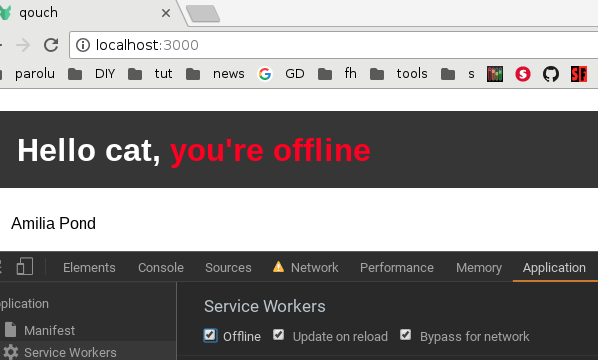 qouch
localhost:3000
parolu DIY tut news GD fh tools s
Hello cat, you're offline
Amilia Pond
Elements Console Sources Network Performance Memory Application
plication
Service Workers
Manifest
Offline Update on reload Bypass for network
Service Workers